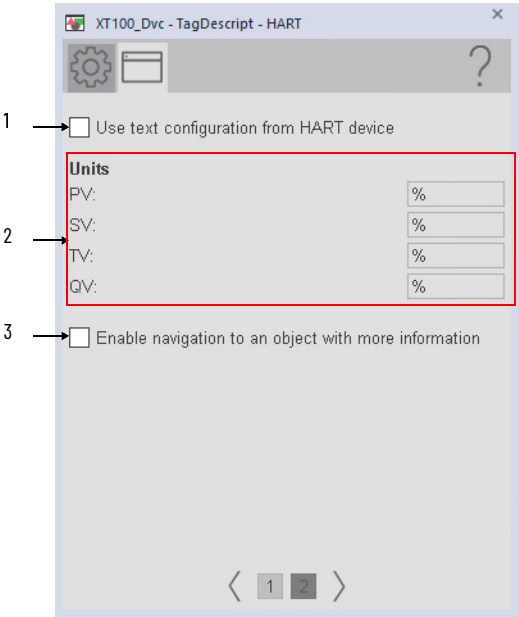 XT100_Dvc - TagDescript - HART ×
?
1 Use text configuration from HART device
Units
PV: %
2 SV: %
TV: %
QV: %
3 Enable navigation to an object with more information
1 2